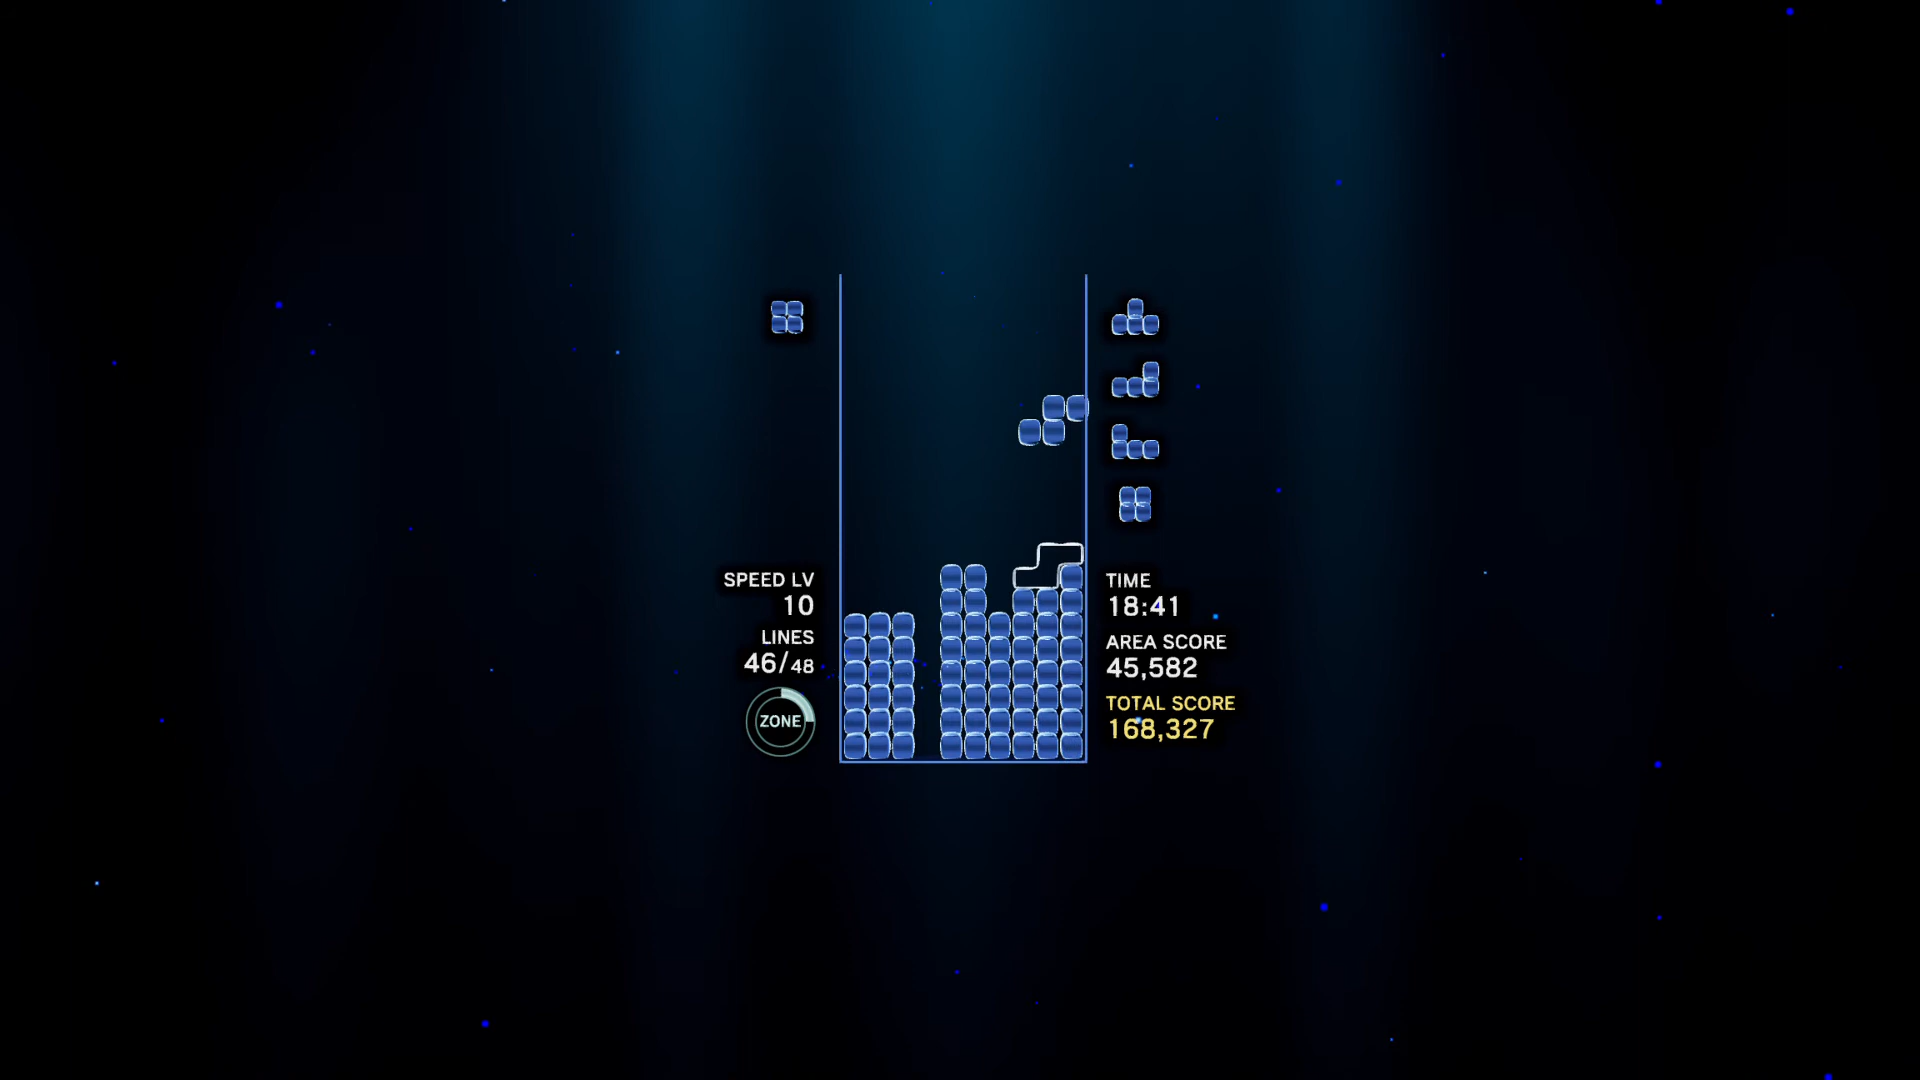 SPEED LV
10
LINES
46/48
ZONE
TIME
18:41
AREA SCORE
45,582
TOTAL SCORE
168,327